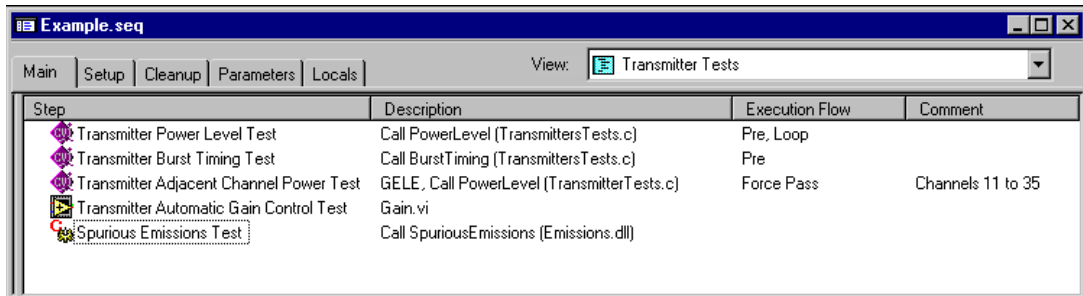 Example.seq
Main Setup Cleanup Parameters Locals View: Transmitter Tests
Step Description Execution Flow Comment
CVI Transmitter Power Level Test Call PowerLevel (TransmittersTests.c) Pre, Loop
CVI Transmitter Burst Timing Test Call BurstTiming (TransmittersTests.c) Pre
CVI Transmitter Adjacent Channel Power Test GELE, Call PowerLevel (TransmitterTests.c) Force Pass Channels 11 to 35
Transmitter Automatic Gain Control Test Gain.vi
C Spurious Emissions Test Call SpuriousEmissions (Emissions.dll)